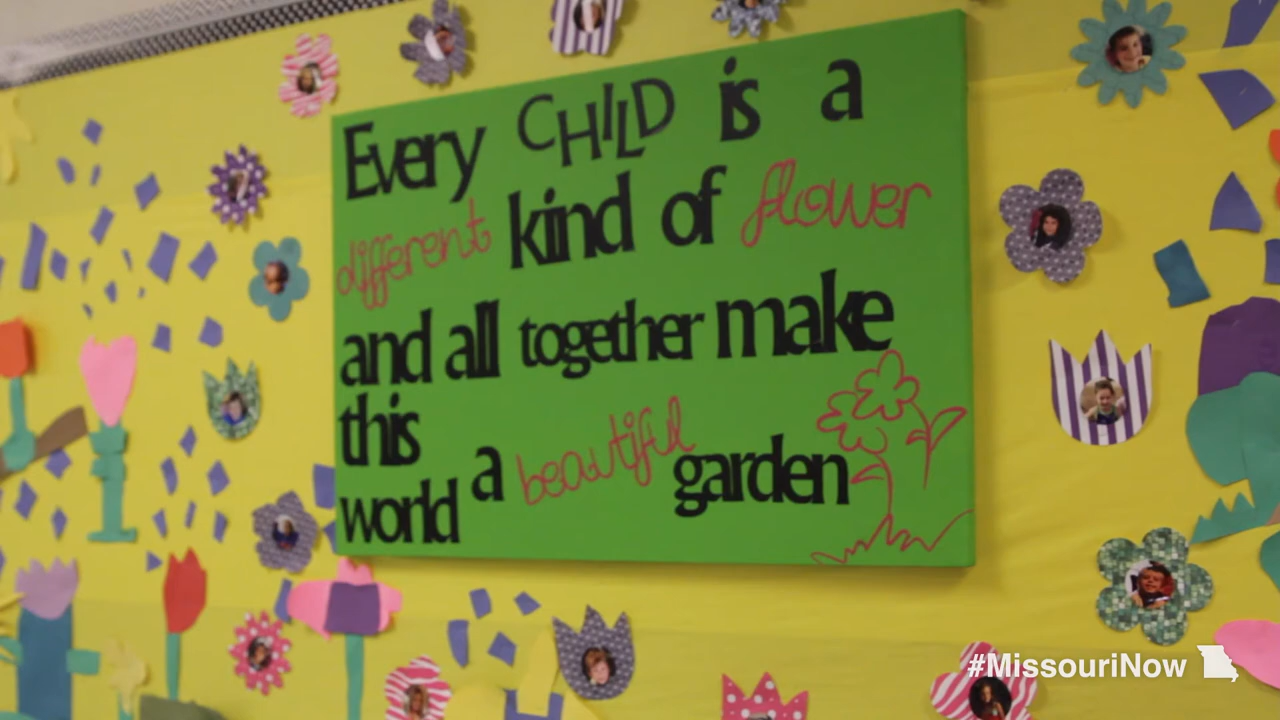 Every CHILD is a
different kind of flower
and all together make
this
world a beautiful garden
#MissouriNow